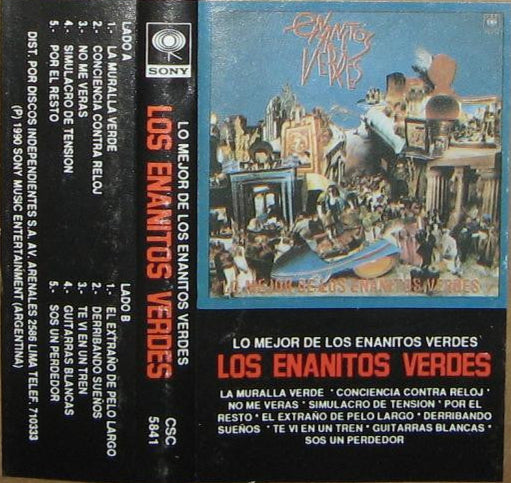 LADO A
1.- LA MURALLA VERDE
2.- CONCIENCIA CONTRA RELOJ
3.- NO ME VERAS
4.- SIMULACRO DE TENSION
5.- POR EL RESTO
LADO B
1.- EL EXTRAÑO DE PELO LARGO
2.- DERRIBANDO SUEÑOS
3.- TE VI EN UN TREN
4.- GUITARRAS BLANCAS
5.- SOS UN PERDEDOR
DIST. POR DISCOS INDEPENDIENTES S.A. AV. ARENALES 2586 LIMA TELEF. 710333
(P) 1990 SONY MUSIC ENTERTAINMENT (ARGENTINA)
SONY
LO MEJOR DE LOS ENANITOS VERDES
LOS ENANITOS VERDES
CSC
5841
ENANITOS
VERDES
LO MEJOR DE LOS ENANITOS VERDES
LO MEJOR DE LOS ENANITOS VERDES
LOS ENANITOS VERDES
LA MURALLA VERDE * CONCIENCIA CONTRA RELOJ *
NO ME VERAS * SIMULACRO DE TENSION * POR EL
RESTO * EL EXTRAÑO DE PELO LARGO * DERRIBANDO
SUEÑOS * TE VI EN UN TREN * GUITARRAS BLANCAS *
SOS UN PERDEDOR